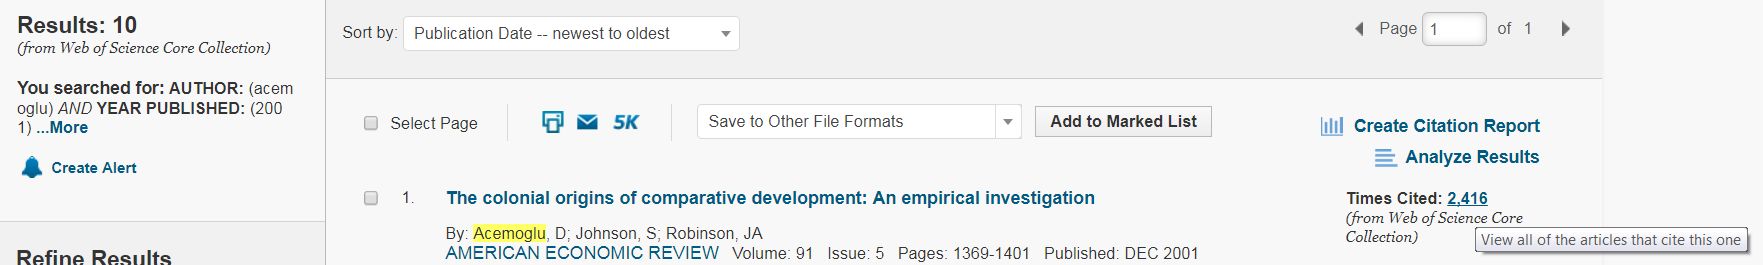 Results: 10
(from Web of Science Core Collection)
You searched for: AUTHOR: (acem
oglu) AND YEAR PUBLISHED: (200
1) ...More
Create Alert
Refine Results
Sort by: Publication Date -- newest to oldest
Page 1 of 1
Select Page
5K
Save to Other File Formats
Add to Marked List
Create Citation Report
Analyze Results
1. The colonial origins of comparative development: An empirical investigation
By: Acemoglu, D; Johnson, S; Robinson, JA
AMERICAN ECONOMIC REVIEW Volume: 91 Issue: 5 Pages: 1369-1401 Published: DEC 2001
Times Cited: 2,416
(from Web of Science Core
Collection)
View all of the articles that cite this one